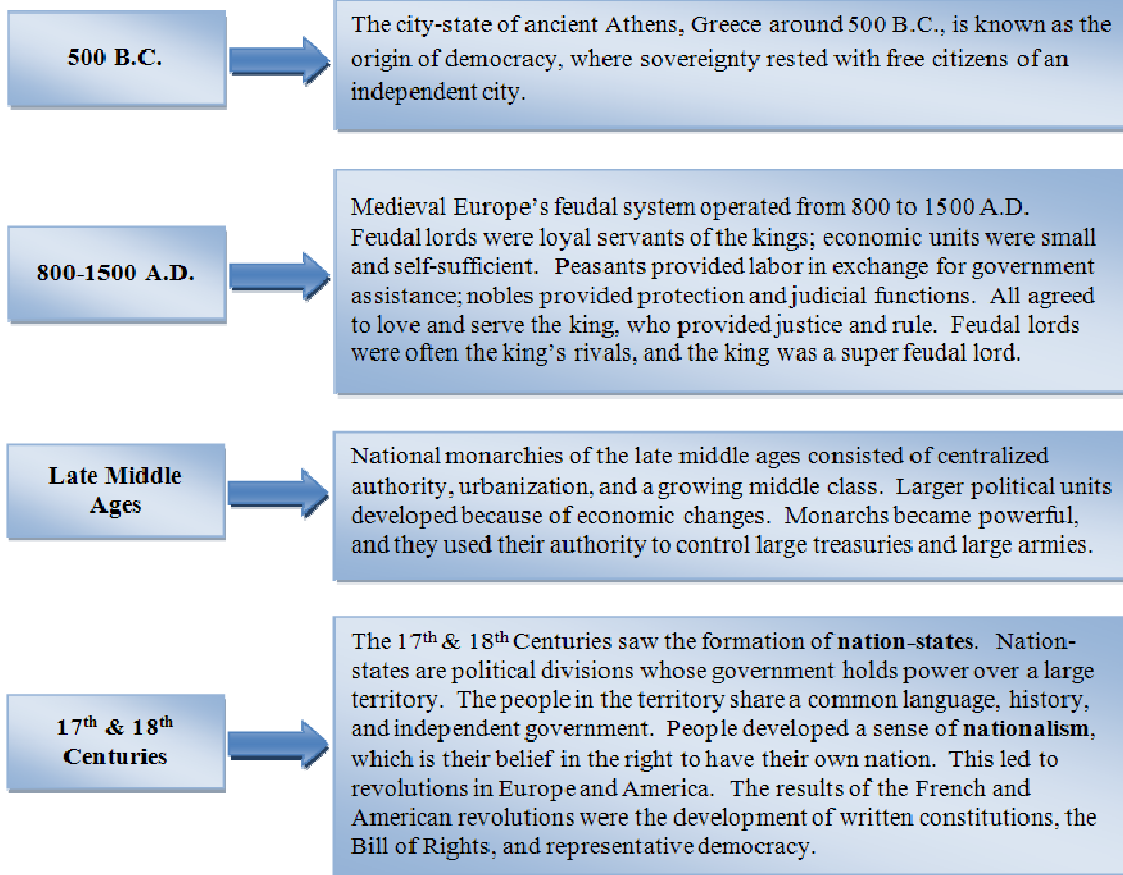 500 B.C.
The city-state of ancient Athens, Greece around 500 B.C., is known as the
origin of democracy, where sovereignty rested with free citizens of an
independent city.
800-1500 A.D.
Medieval Europe's feudal system operated from 800 to 1500 A.D.
Feudal lords were loyal servants of the kings; economic units were small
and self-sufficient. Peasants provided labor in exchange for government
assistance; nobles provided protection and judicial functions. All agreed
to love and serve the king, who provided justice and rule. Feudal lords
were often the king's rivals, and the king was a super feudal lord.
Late Middle
Ages
National monarchies of the late middle ages consisted of centralized
authority, urbanization, and a growing middle class. Larger political units
developed because of economic changes. Monarchs became powerful,
and they used their authority to control large treasuries and large armies.
17th & 18th
Centuries
The 17th & 18th Centuries saw the formation of nation-states. Nation-
states are political divisions whose government holds power over a large
territory. The people in the territory share a common language, history,
and independent government. People developed a sense of nationalism,
which is their belief in the right to have their own nation. This led to
revolutions in Europe and America. The results of the French and
American revolutions were the development of written constitutions, the
Bill of Rights, and representative democracy.